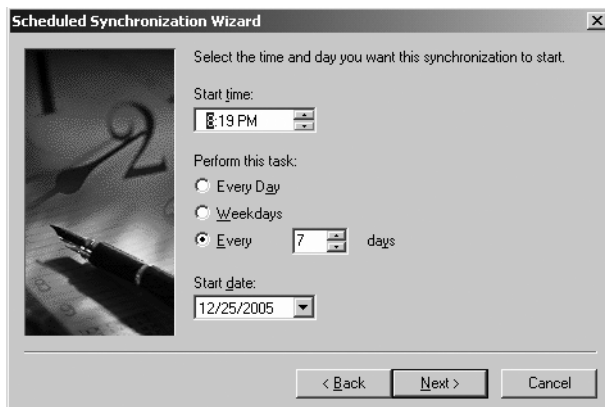 Scheduled Synchronization Wizard
Select the time and day you want this synchronization to start.
Start time:
8:19 PM
Perform this task:
Every Day
Weekdays
Every 7 days
Start date:
12/25/2005
< Back Next > Cancel